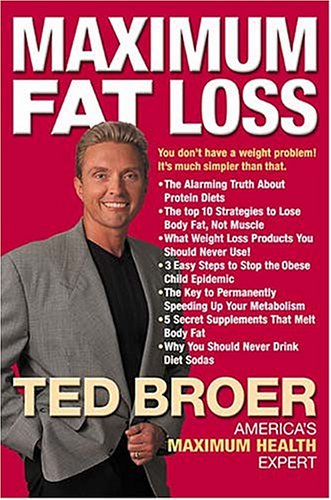 MAXIMUM
FAT LOSS
You don't have a weight problem!
It's much simpler than that.
• The Alarming Truth About
Protein Diets
• The top 10 Strategies to Lose
Body Fat, Not Muscle
• What Weight Loss Products You
Should Never Use!
• 3 Easy Steps to Stop the Obese
Child Epidemic
• The Key to Permanently
Speeding Up Your Metabolism
• 5 Secret Supplements That Melt
Body Fat
• Why You Should Never Drink
Diet Sodas
TED BROER
AMERICA'S
MAXIMUM HEALTH
EXPERT